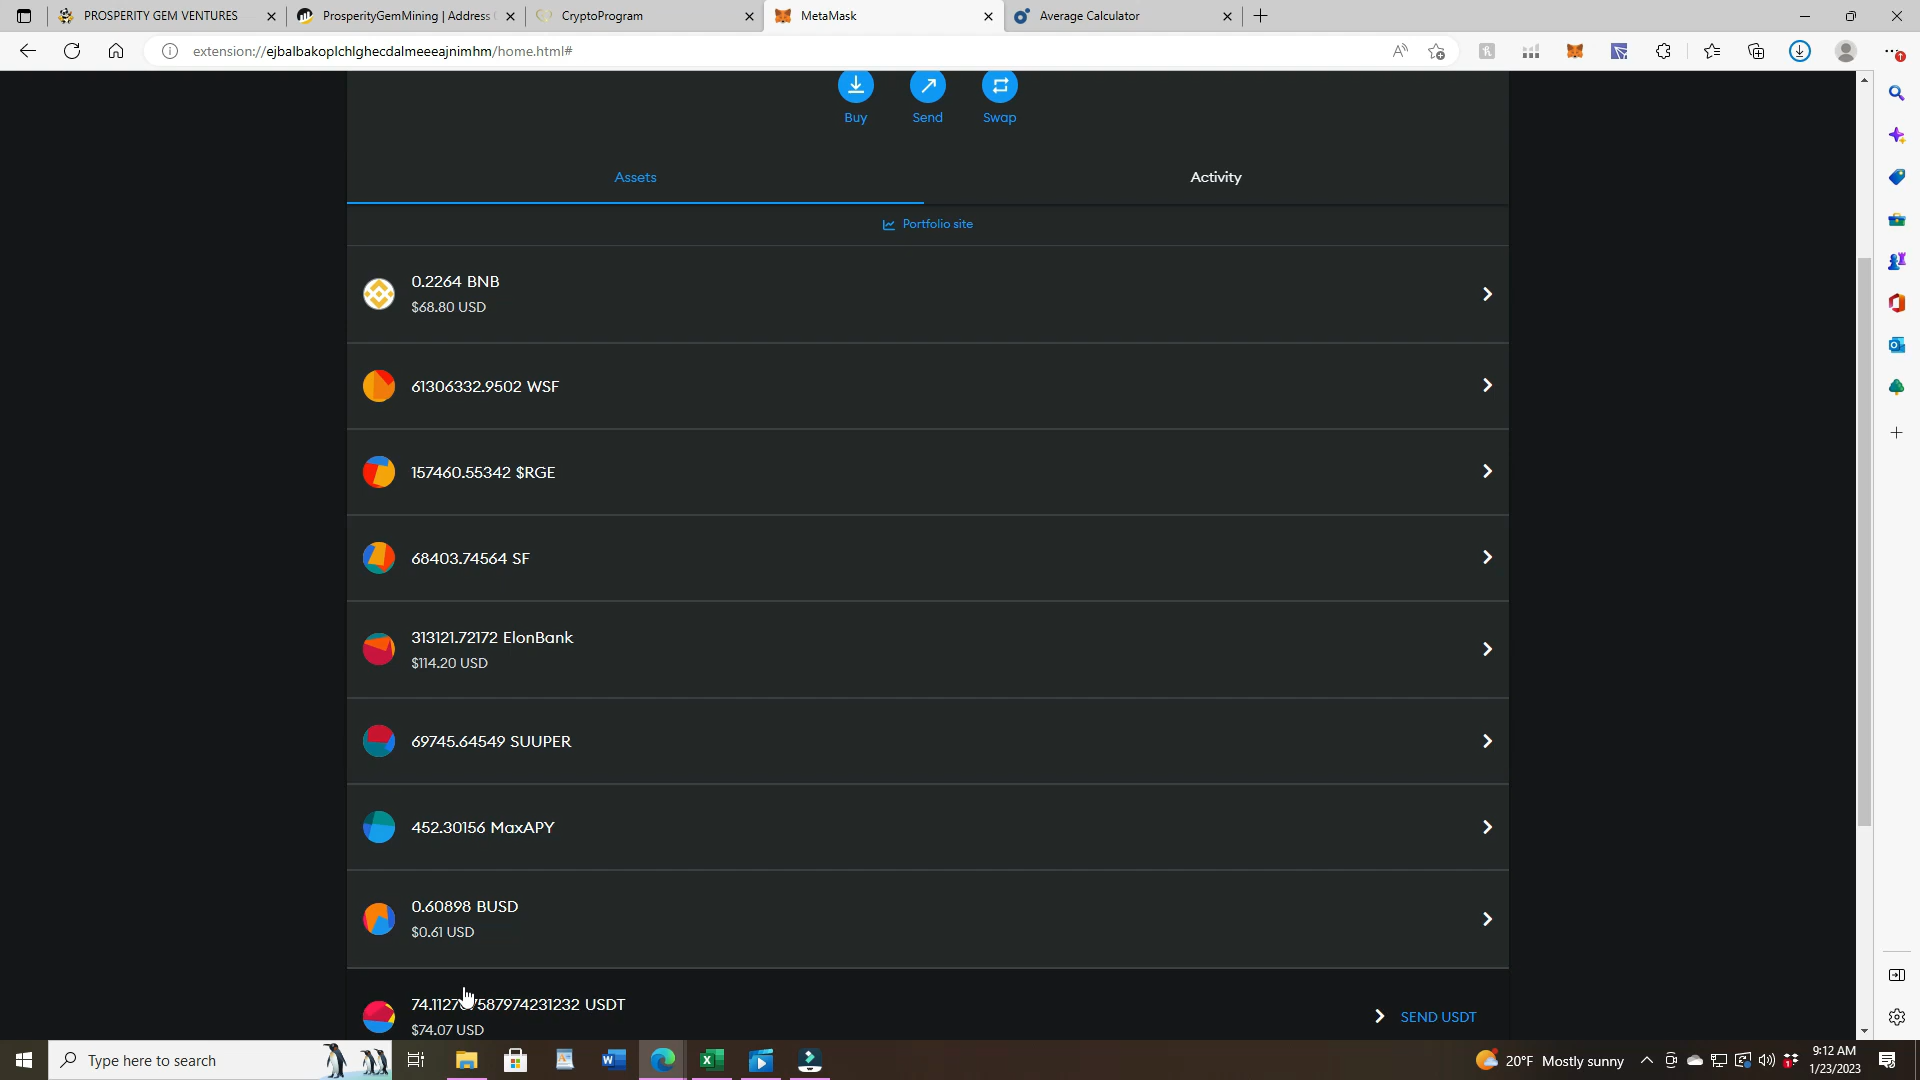 PROSPERITY GEM VENTURES
ProsperityGemMining | Address
CryptoProgram
MetaMask
Average Calculator
extension://ejbalbakoplchlghecdalmeeeajnimhm/home.html#
Buy
Send
Swap
Assets
Activity
Portfolio site
0.2264 BNB
$68.80 USD
61306332.9502 WSF
157460.55342 $RGE
68403.74564 SF
313121.72172 ElonBank
$114.20 USD
69745.64549 SUUPER
452.30156 MaxAPY
0.60898 BUSD
$0.61 USD
USDT
$74.07 USD
SEND USDT
Type here to search
20°F Mostly sunny
9:12 AM
1/23/2023